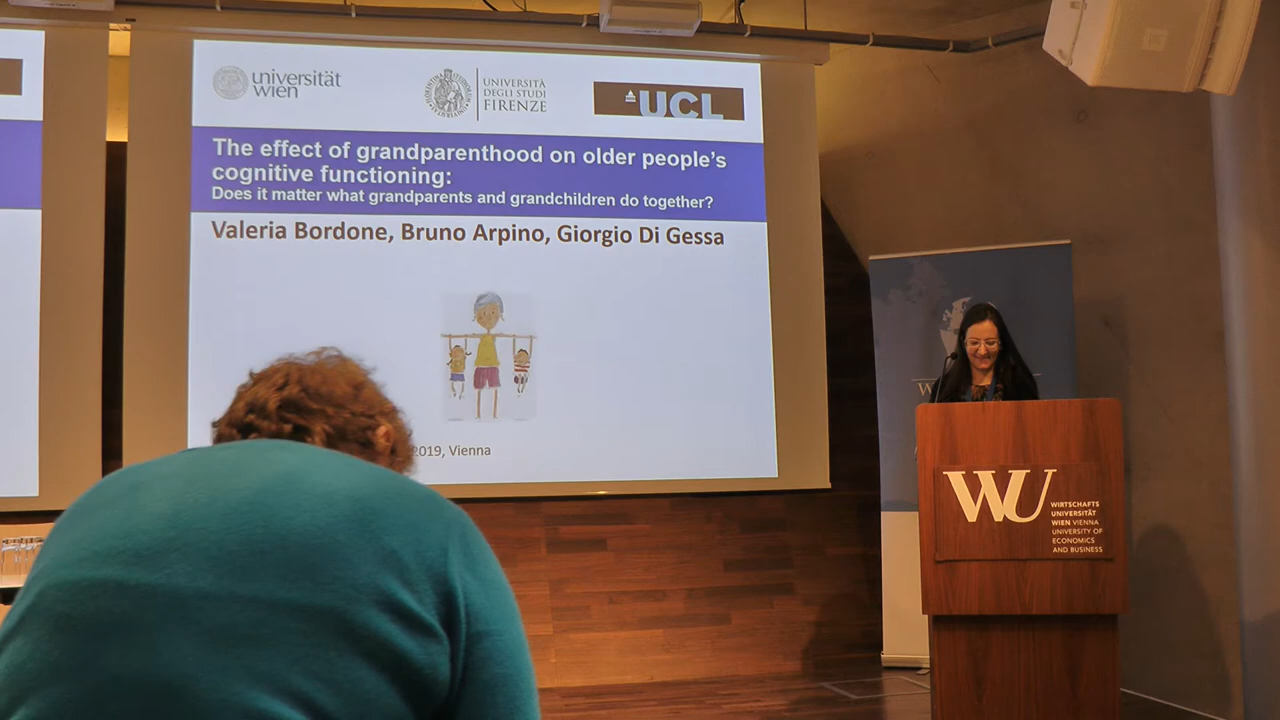 universität
wien
UNIVERSITÀ
DEGLI STUDI
FIRENZE
UCL
The effect of grandparenthood on older people's
cognitive functioning:
Does it matter what grandparents and grandchildren do together?
Valeria Bordone, Bruno Arpino, Giorgio Di Gessa
2019, Vienna
WU
WIRTSCHAFTS
UNIVERSITÄT
WIEN VIENNA
UNIVERSITY OF
ECONOMICS
AND BUSINESS